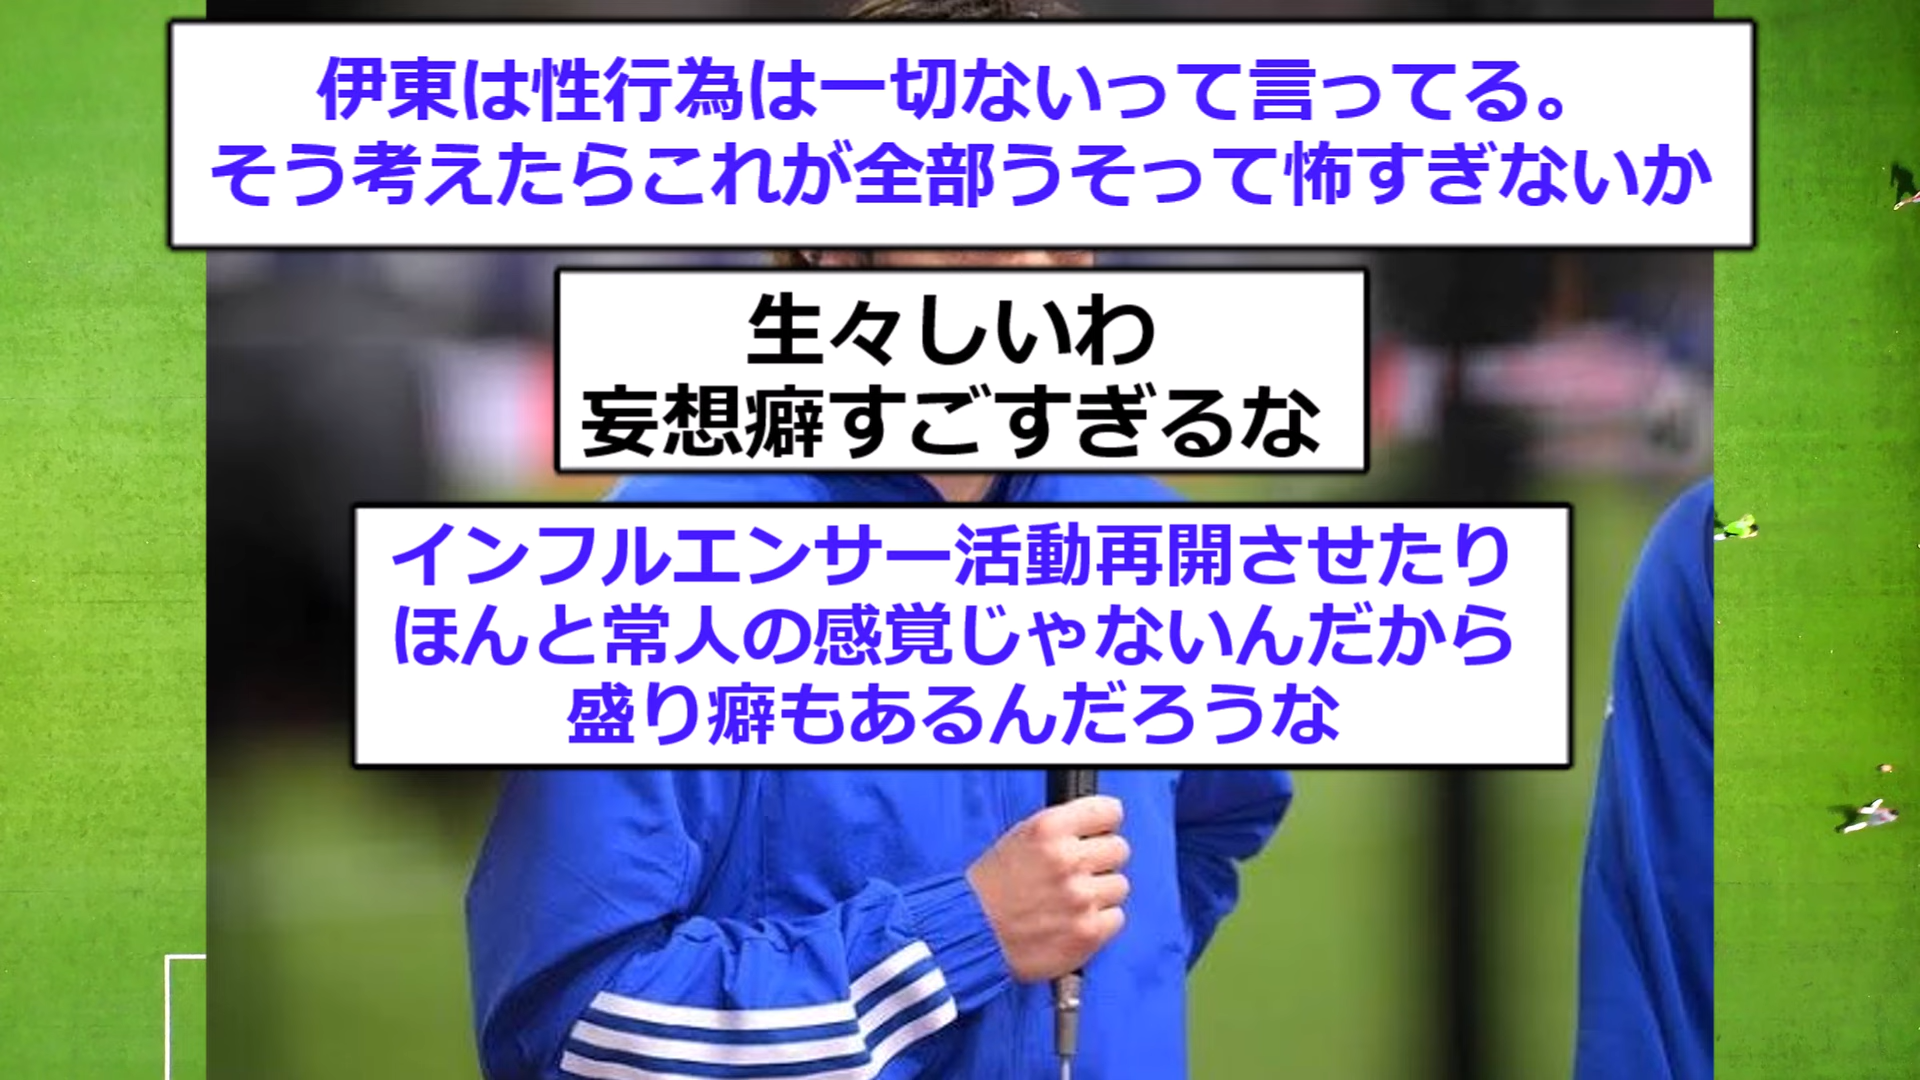 伊東は性行為は一切ないって言ってる。
そう考えたらこれが全部うそって怖すぎないか
生々しいわ
妄想癖すごすぎるな
インフルエンサー活動再開させたり
ほんと常人の感覚じゃないんだから
盛り癖もあるんだろうな